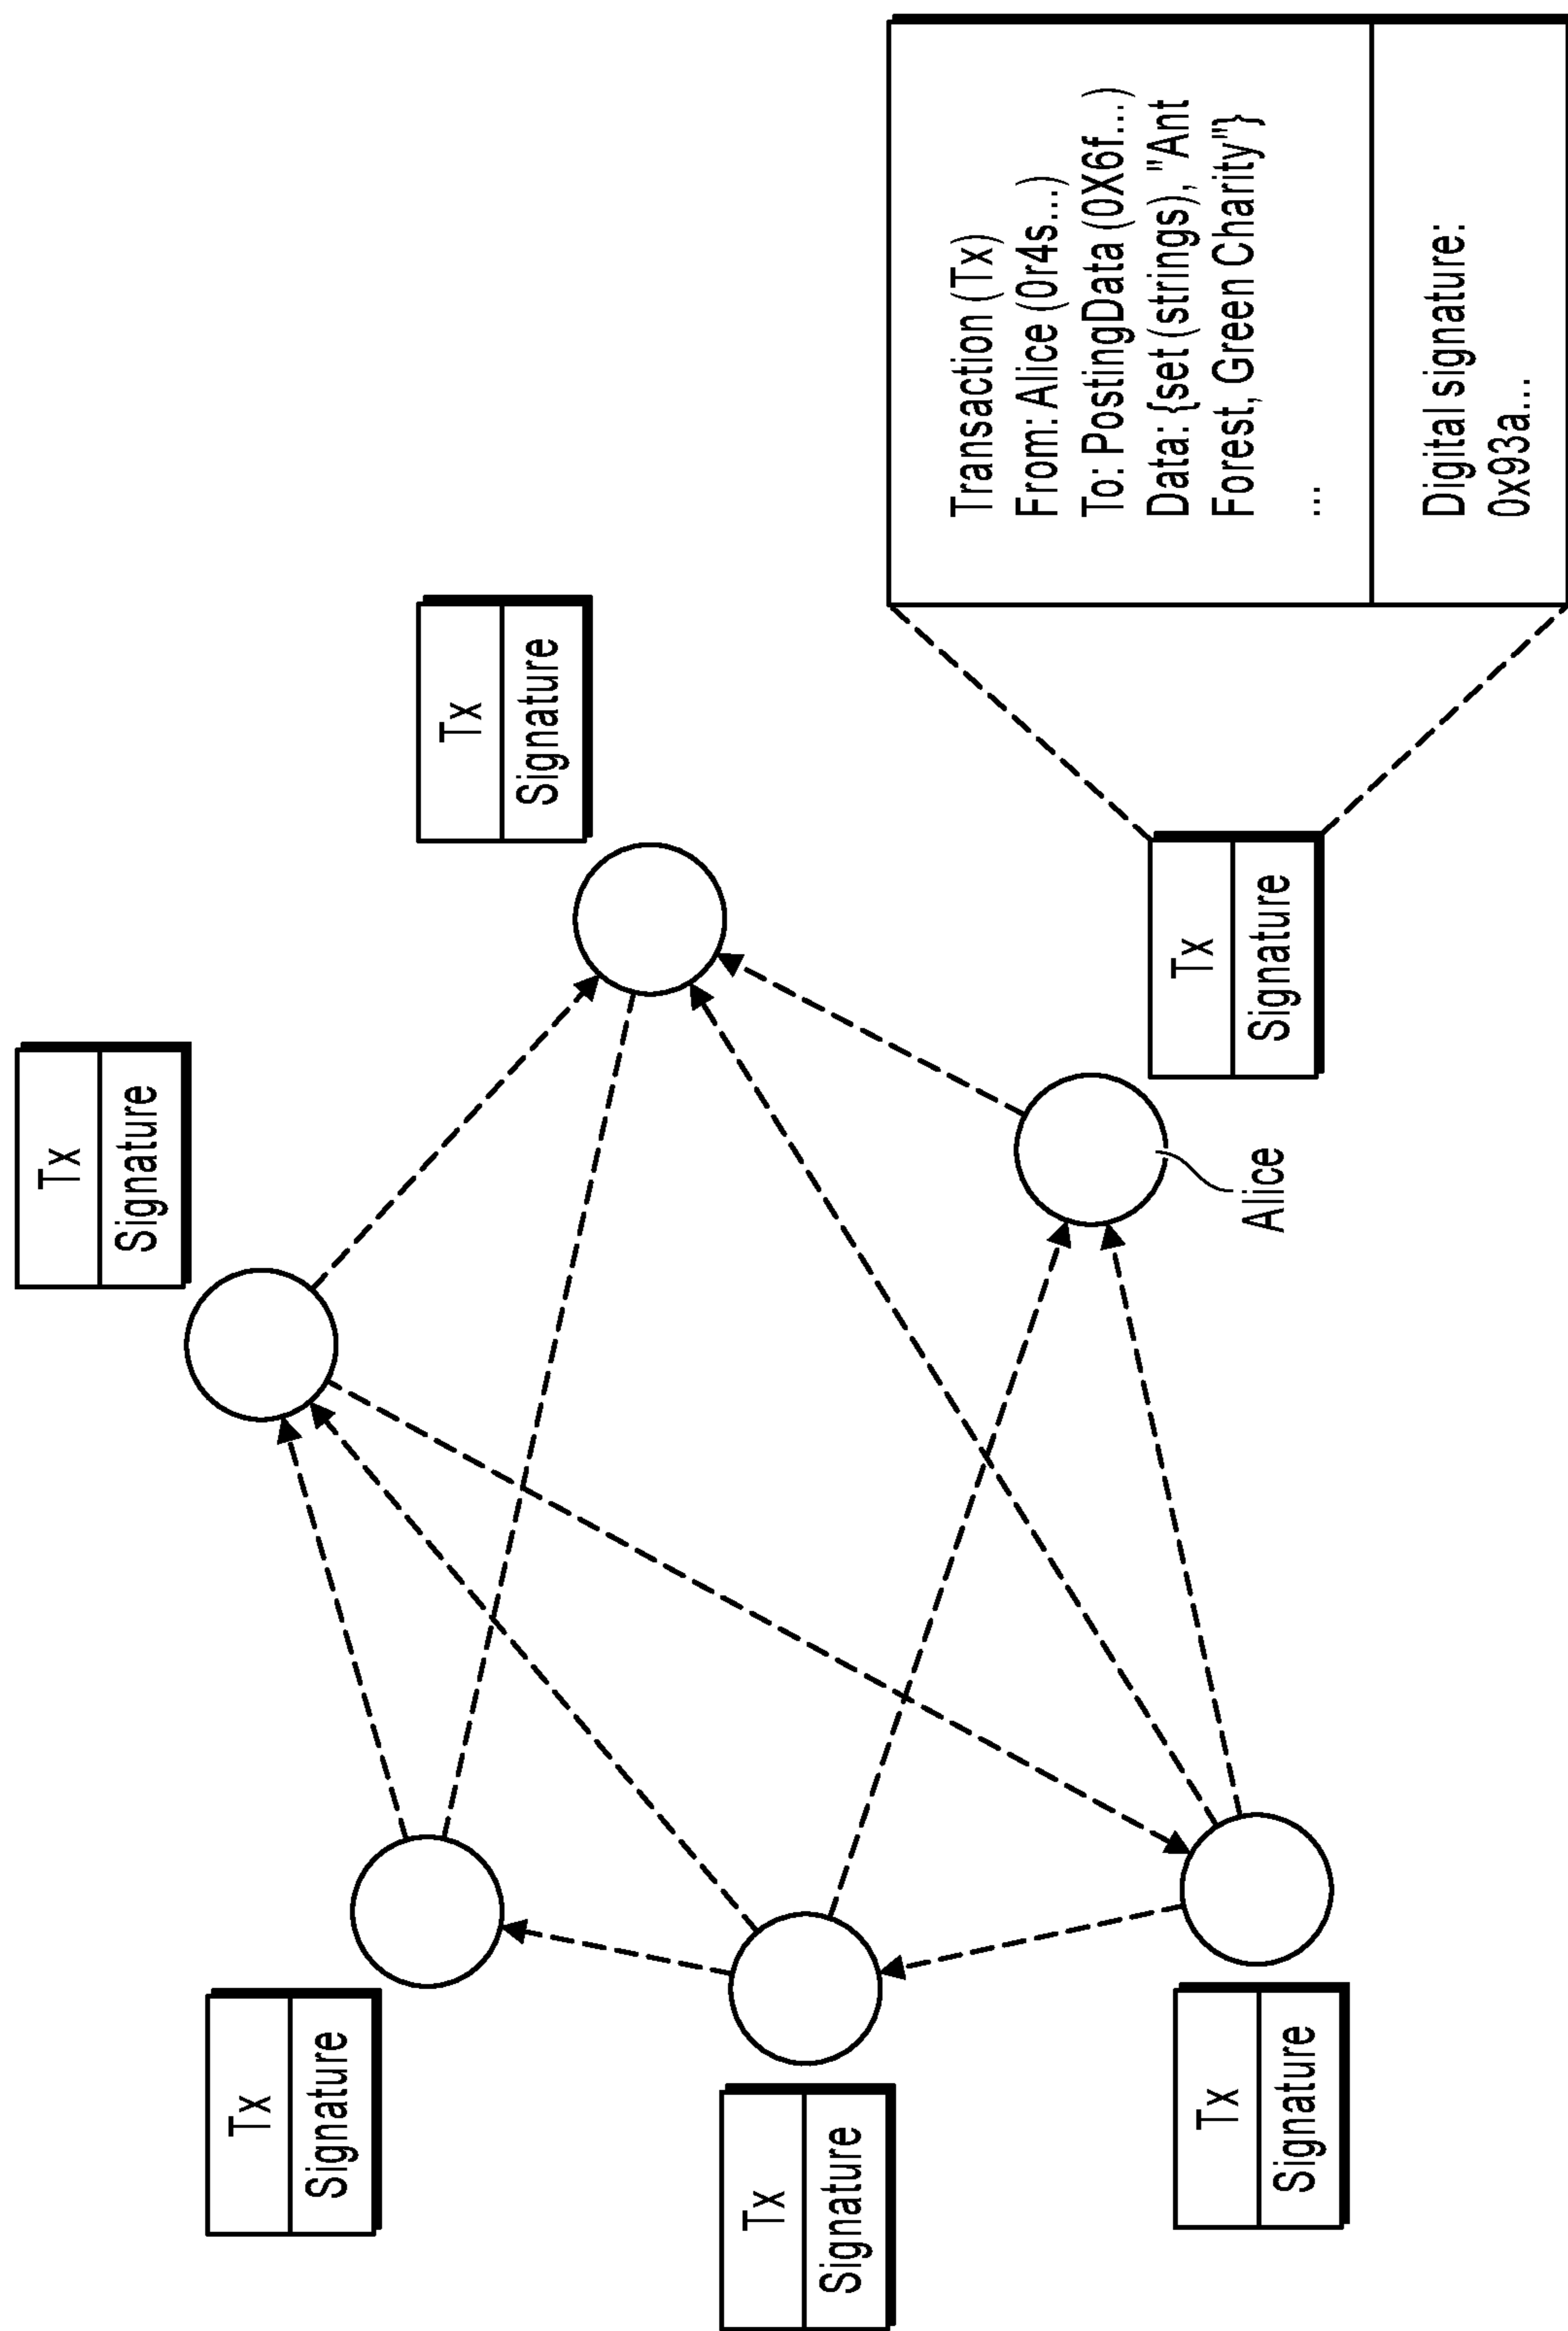 Tx
Signature
Tx
Signature
Tx
Signature
Tx
Signature
Tx
Signature
Alice
Tx
Signature
Transaction (Tx)
From: Alice (0r4s...)
To: PostingData (0X6f...)
Data: {set (strings), "Ant
Forest, Green Charity"}
...
Digital signature:
0x93a...